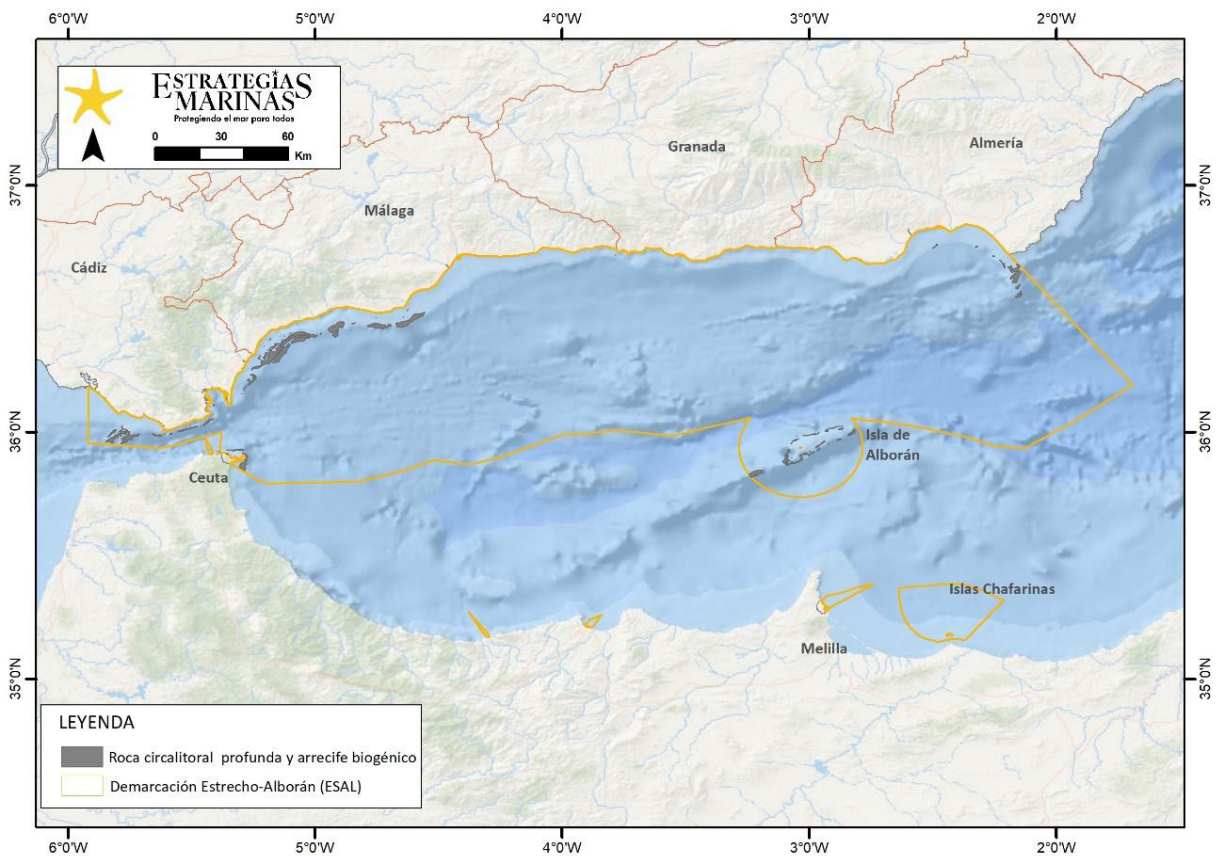 6°0'W 5°0'W 4°0'W 3°0'W 2°0'W
ESTRATEGIAS
MARINAS
Protegiendo el mar para todos
0 30 60
Km
Granada
Almería
37°0'N 37°0'N
Málaga
Cádiz
36°0'N 36°0'N
Isla de
Alborán
Ceuta
Islas Chafarinas
Melilla
35°0'N 35°0'N
LEYENDA
Roca circalitoral profunda y arrecife biogénico
Demarcación Estrecho-Alborán (ESAL)
6°0'W 5°0'W 4°0'W 3°0'W 2°0'W